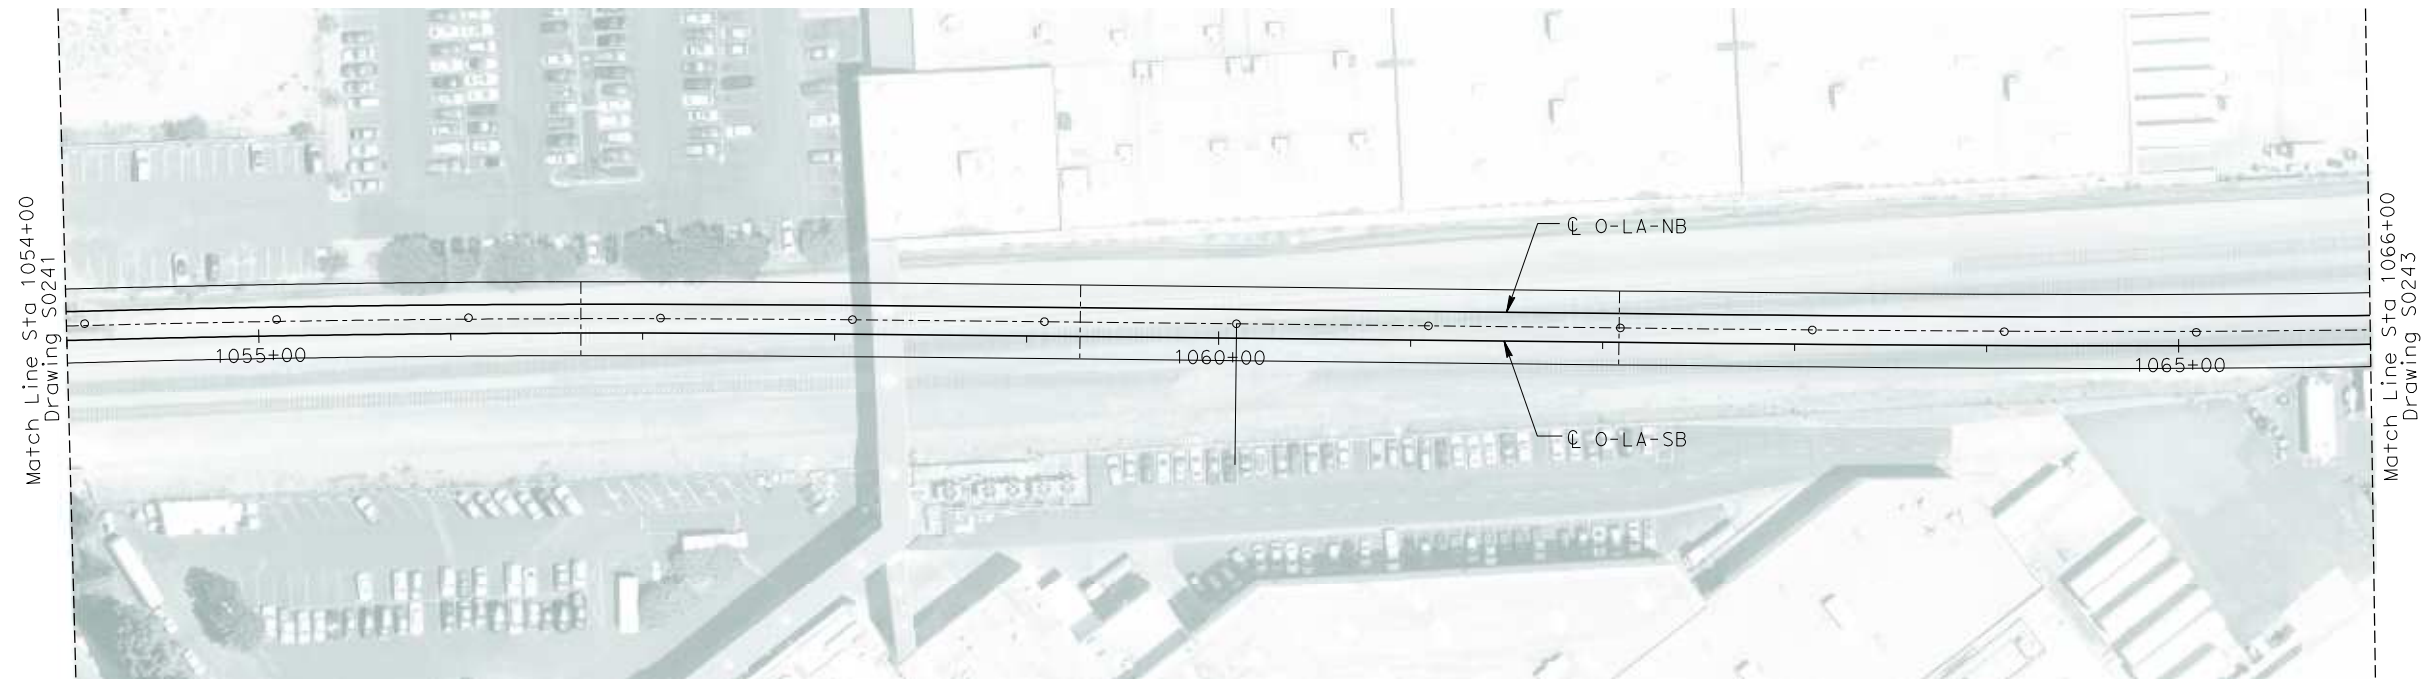 Match Line Sta 1054+00
Drawing S0241
℄ O-LA-NB
1055+00
1060+00
1065+00
℄ O-LA-SB
Match Line Sta 1066+00
Drawing S0243